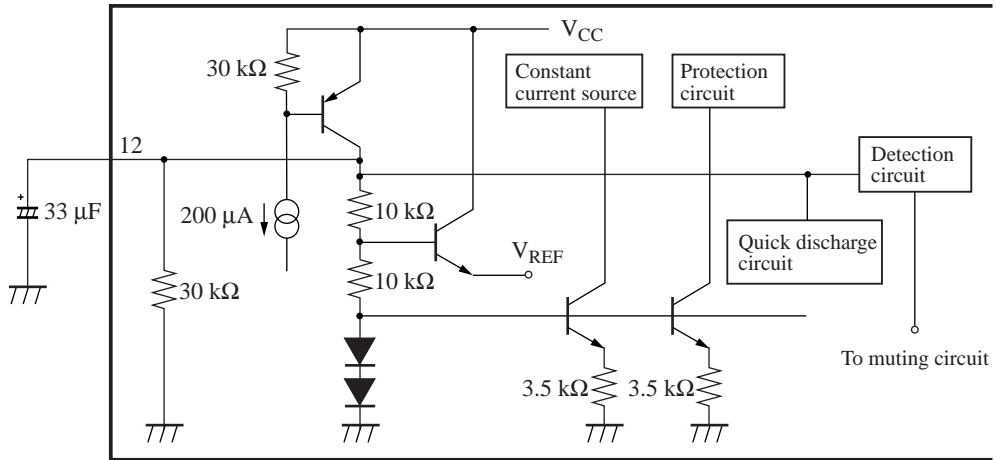 V_CC
30 kΩ
Constant
current source
Protection
circuit
12
Detection
circuit
33 μF
+
200 μA
10 kΩ
V_REF
Quick discharge
circuit
30 kΩ
10 kΩ
To muting circuit
3.5 kΩ
3.5 kΩ